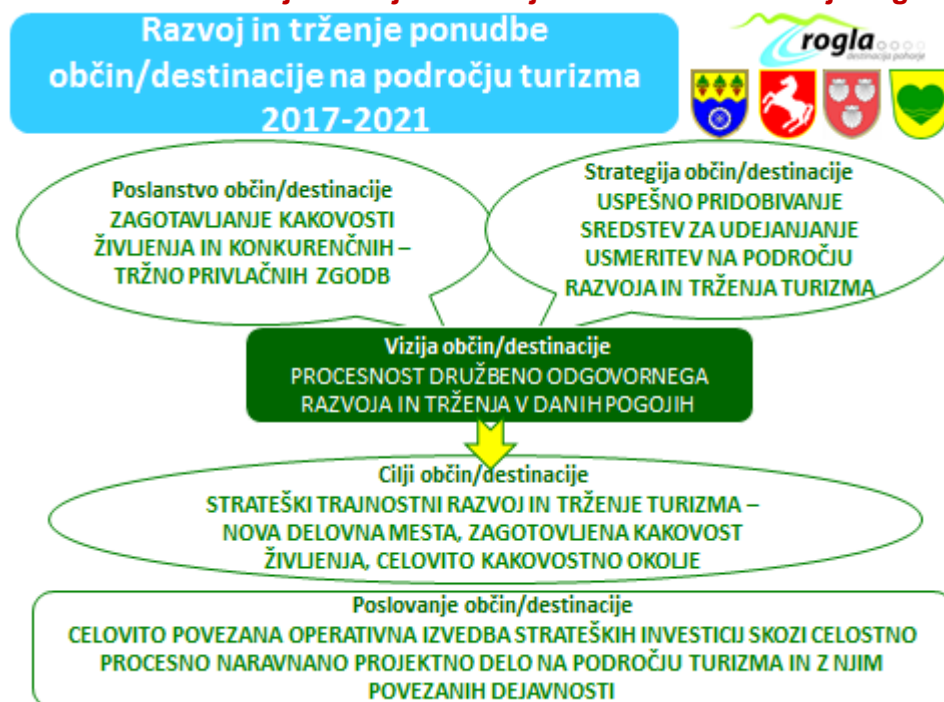 Razvoj in trženje ponudbe
občin/destinacije na področju turizma
2017-2021
rogla
destinacija pohorje
Poslanstvo občin/destinacije
ZAGOTAVLJANJE KAKOVOSTI
ŽIVLJENJA IN KONKURENČNIH –
TRŽNO PRIVLAČNIH ZGODB
Strategija občin/destinacije
USPEŠNO PRIDOBIVANJE
SREDSTEV ZA UDEJANJANJE
USMERITEV NA PODROČJU
RAZVOJA IN TRŽENJA TURIZMA
Vizija občin/destinacije
PROCESNOST DRUŽBENO ODGOVORNEGA
RAZVOJA IN TRŽENJA V DANIH POGOJIH
Cilji občin/destinacije
STRATEŠKI TRAJNOSTNI RAZVOJ IN TRŽENJE TURIZMA –
NOVA DELOVNA MESTA, ZAGOTOVLJENA KAKOVOST
ŽIVLJENJA, CELOVITO KAKOVOSTNO OKOLJE
Poslovanje občin/destinacije
CELOVITO POVEZANA OPERATIVNA IZVEDBA STRATEŠKIH INVESTICIJ SKOZI CELOSTNO
PROCESNO NARAVNANO PROJEKTNO DELO NA PODROČJU TURIZMA IN Z NJIM
POVEZANIH DEJAVNOSTI